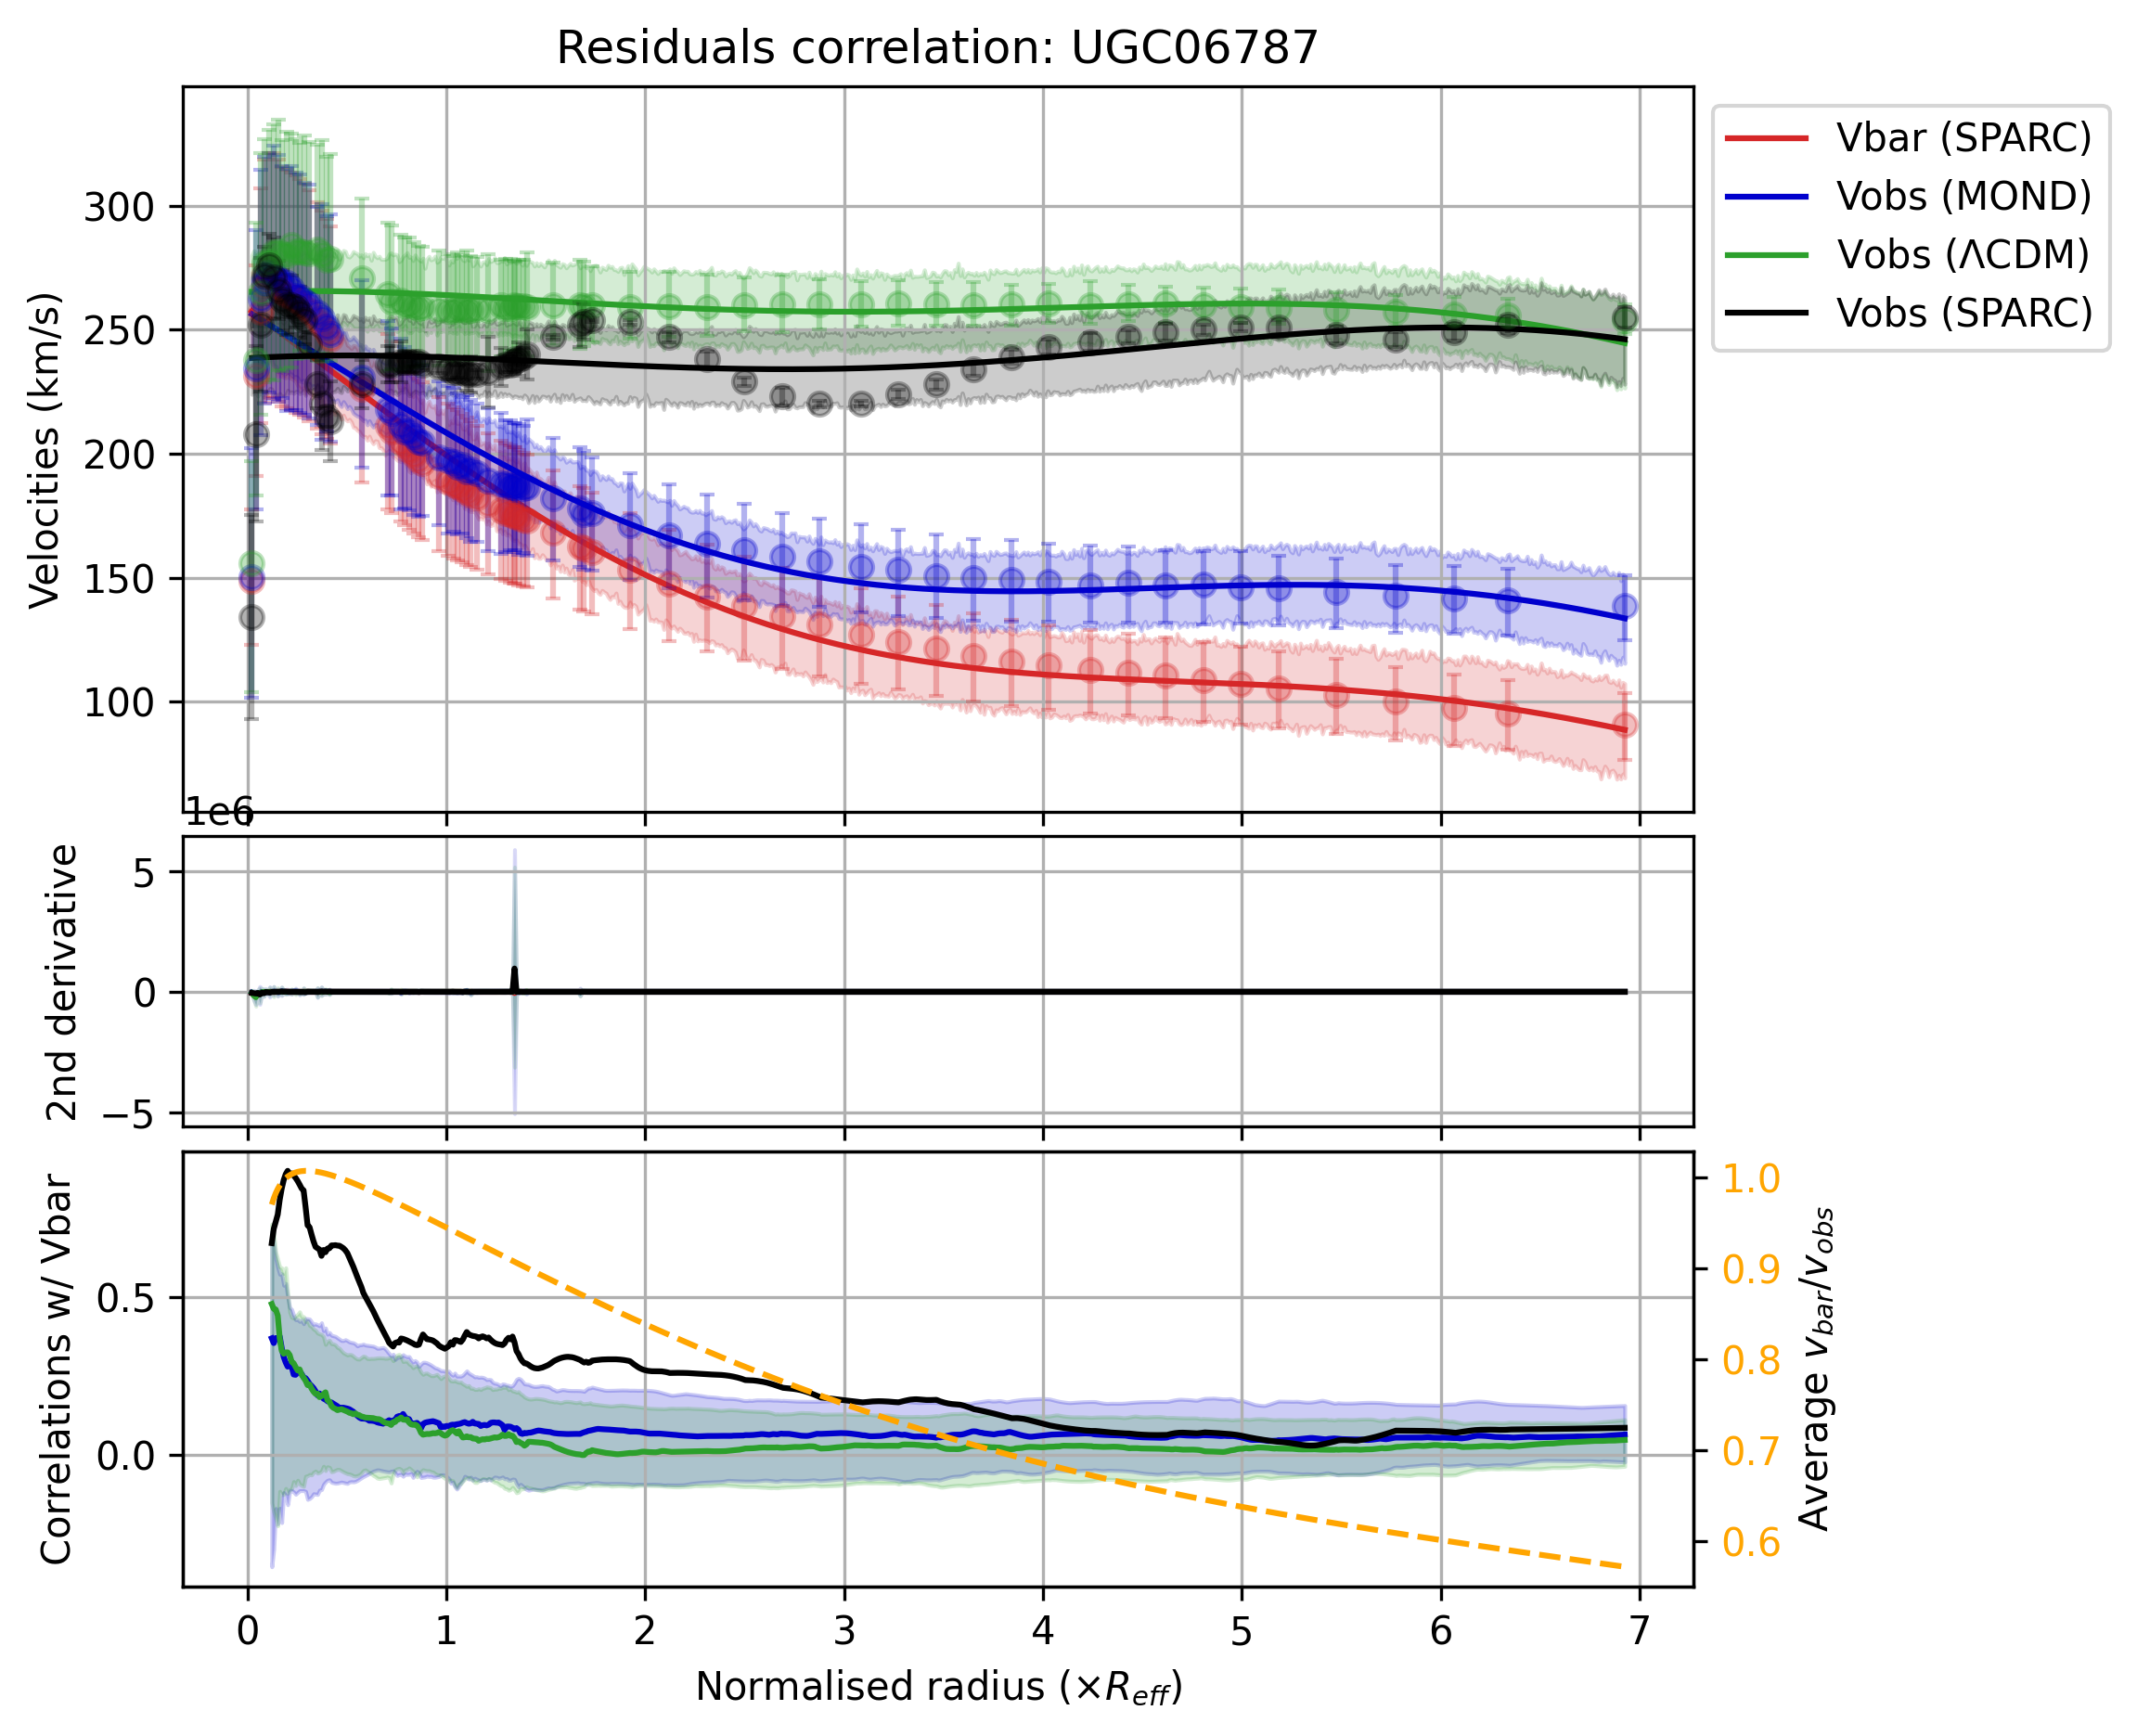 Residuals correlation: UGC06787
Velocities (km/s)
300
250
200
150
100
Vbar (SPARC)
Vobs (MOND)
Vobs (ΛCDM)
Vobs (SPARC)
1e6
2nd derivative
5
0
−5
Correlations w/ Vbar
0.5
0.0
1.0
0.9
0.8
0.7
0.6
Average v_bar/v_obs
0 1 2 3 4 5 6 7
Normalised radius (×R_eff)